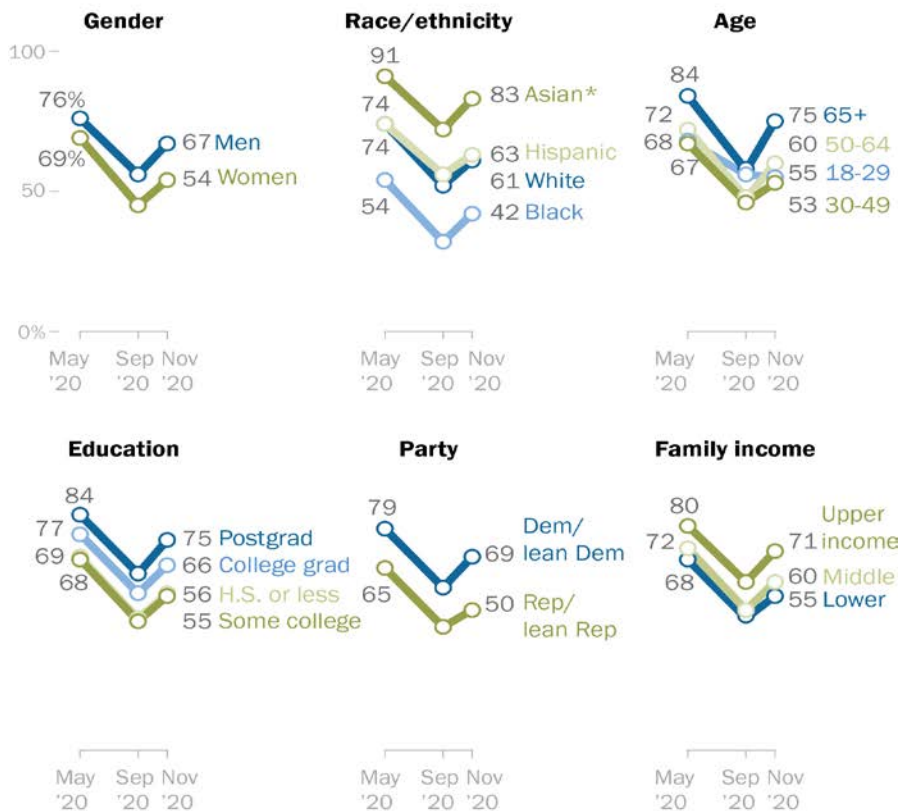 Gender
100
76%
69%
67 Men
54 Women
50
0%
May '20
Sep '20
Nov '20
Race/ethnicity
91
74
74
54
83 Asian*
63 Hispanic
61 White
42 Black
May '20
Sep '20
Nov '20
Age
84
72
68
67
75 65+
60 50-64
55 18-29
53 30-49
May '20
Sep '20
Nov '20
Education
84
77
69
68
75 Postgrad
66 College grad
56 H.S. or less
55 Some college
May '20
Sep '20
Nov '20
Party
79
65
69 Dem/
lean Dem
50 Rep/
lean Rep
May '20
Sep '20
Nov '20
Family income
80
72
68
Upper
71 income
60 Middle
55 Lower
May '20
Sep '20
Nov '20